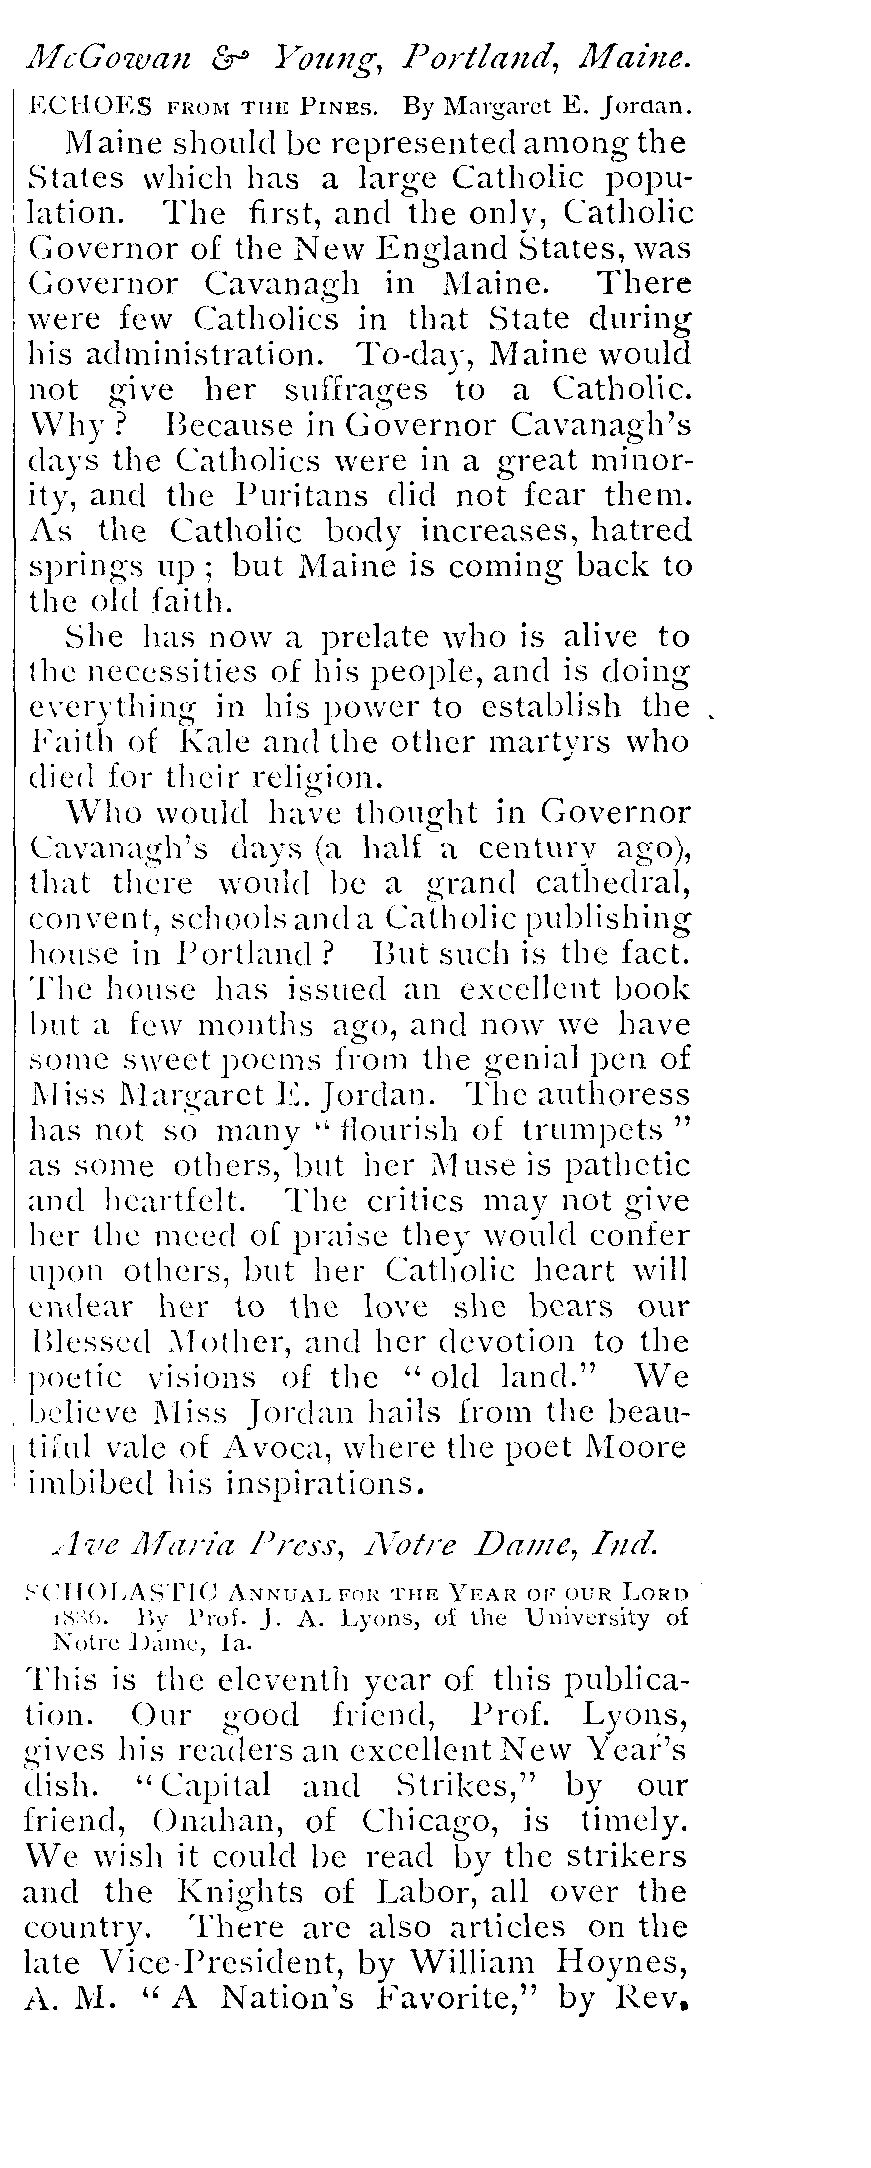 McGowan & Young, Portland, Maine.
ECHOES FROM THE PINES. By Margaret E. Jordan.
Maine should be represented among the
States which has a large Catholic popu-
lation. The first, and the only, Catholic
Governor of the New England States, was
Governor Cavanagh in Maine. There
were few Catholics in that State during
his administration. To-day, Maine would
not give her suffrages to a Catholic.
Why? Because in Governor Cavanagh's
days the Catholics were in a great minor-
ity, and the Puritans did not fear them.
As the Catholic body increases, hatred
springs up; but Maine is coming back to
the old faith.
She has now a prelate who is alive to
the necessities of his people, and is doing
everything in his power to establish the
Faith of Kale and the other martyrs who
died for their religion.
Who would have thought in Governor
Cavanagh's days (a half a century ago),
that there would be a grand cathedral,
convent, schools and a Catholic publishing
house in Portland? But such is the fact.
The house has issued an excellent book
but a few months ago, and now we have
some sweet poems from the genial pen of
Miss Margaret E. Jordan. The authoress
has not so many "flourish of trumpets"
as some others, but her Muse is pathetic
and heartfelt. The critics may not give
her the meed of praise they would confer
upon others, but her Catholic heart will
endear her to the love she bears our
Blessed Mother, and her devotion to the
poetic visions of the "old land." We
believe Miss Jordan hails from the beau-
tiful vale of Avoca, where the poet Moore
imbibed his inspirations.
Ave Maria Press, Notre Dame, Ind.
SCHOLASTIC ANNUAL FOR THE YEAR OF OUR LORD
1886. By Prof. J. A. Lyons, of the University of
Notre Dame, Ia.
This is the eleventh year of this publica-
tion. Our good friend, Prof. Lyons,
gives his readers an excellent New Year's
dish. "Capital and Strikes," by our
friend, Onahan, of Chicago, is timely.
We wish it could be read by the strikers
and the Knights of Labor, all over the
country. There are also articles on the
late Vice-President, by William Hoynes,
A. M. "A Nation's Favorite," by Rev.